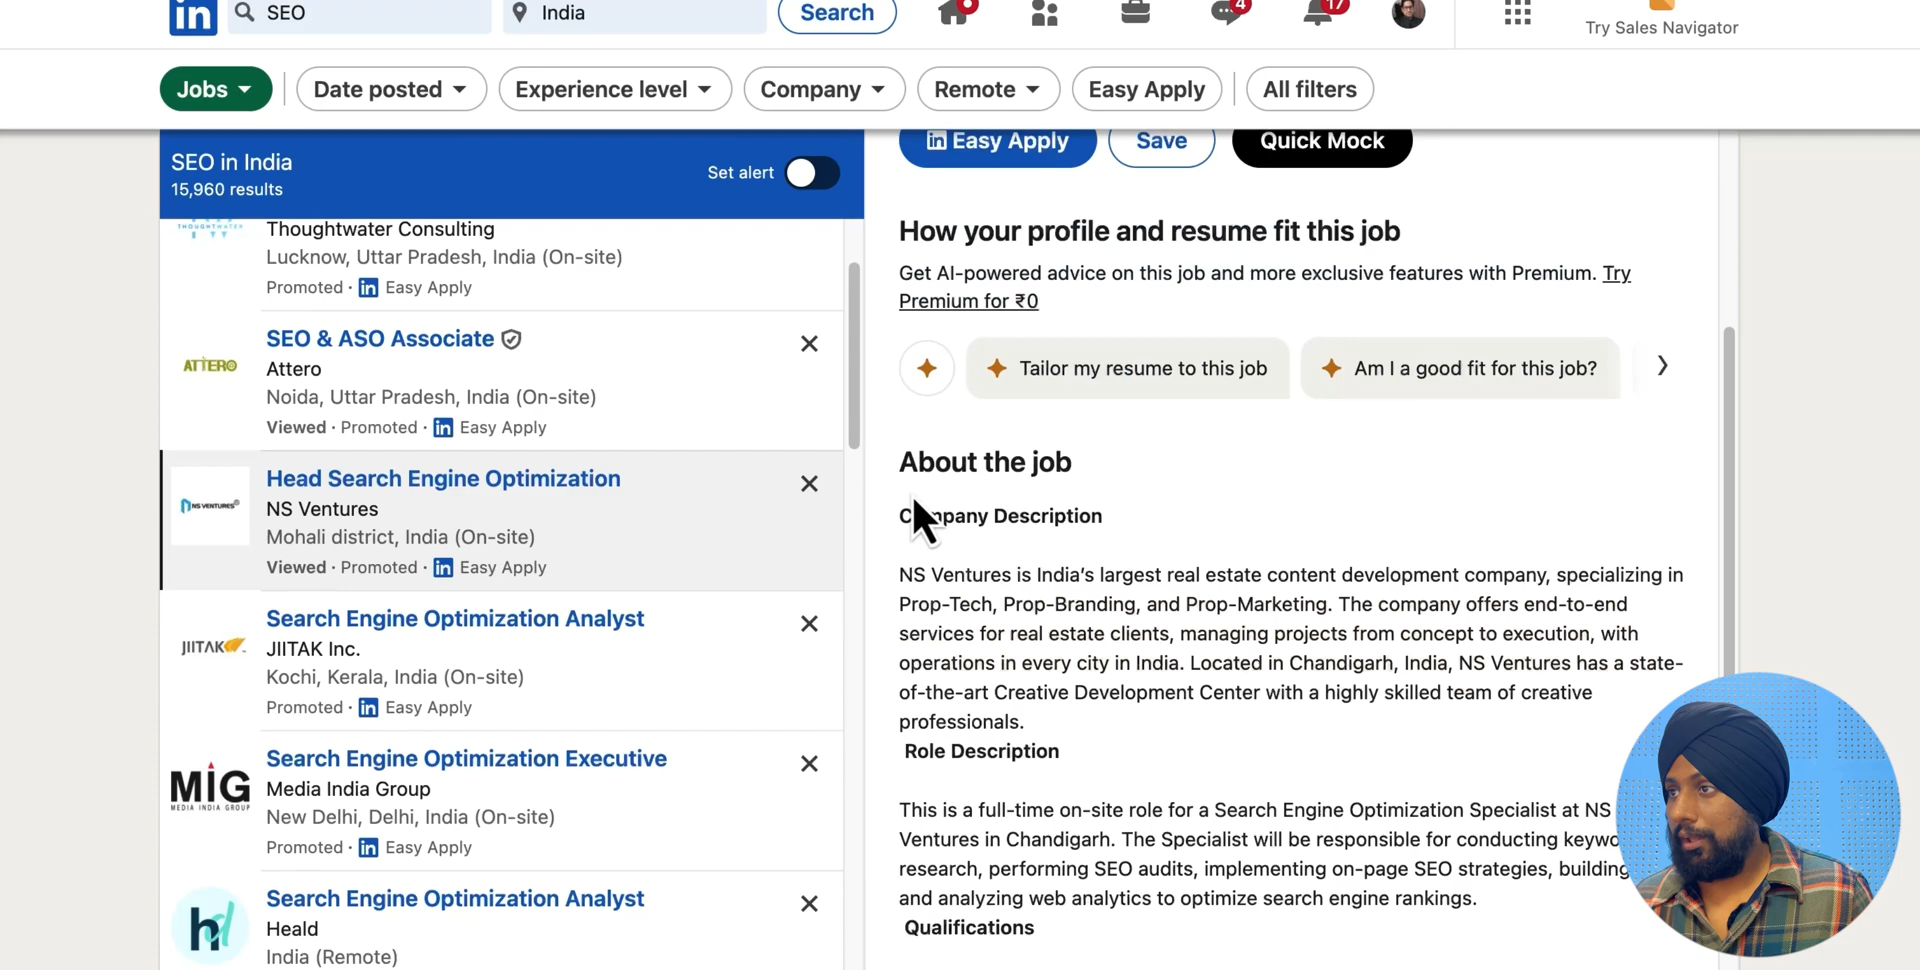 in
SEO
India
Search
4
17
Try Sales Navigator
Jobs
Date posted
Experience level
Company
Remote
Easy Apply
All filters
SEO in India
15,960 results
Set alert
THOUGHTWATER
Thoughtwater Consulting
Lucknow, Uttar Pradesh, India (On-site)
Promoted · in Easy Apply
ATTERO
SEO & ASO Associate
Attero
Noida, Uttar Pradesh, India (On-site)
Viewed · Promoted · in Easy Apply
NS VENTURES
Head Search Engine Optimization
NS Ventures
Mohali district, India (On-site)
Viewed · Promoted · in Easy Apply
JIITAK
Search Engine Optimization Analyst
JIITAK Inc.
Kochi, Kerala, India (On-site)
Promoted · in Easy Apply
MIG
MEDIA INDIA GROUP
Search Engine Optimization Executive
Media India Group
New Delhi, Delhi, India (On-site)
Promoted · in Easy Apply
hd
Search Engine Optimization Analyst
Heald
India (Remote)
in Easy Apply
Save
Quick Mock
How your profile and resume fit this job
Get AI-powered advice on this job and more exclusive features with Premium. Try
Premium for ₹0
Tailor my resume to this job
Am I a good fit for this job?
About the job
Company Description
NS Ventures is India's largest real estate content development company, specializing in
Prop-Tech, Prop-Branding, and Prop-Marketing. The company offers end-to-end
services for real estate clients, managing projects from concept to execution, with
operations in every city in India. Located in Chandigarh, India, NS Ventures has a state-
of-the-art Creative Development Center with a highly skilled team of creative
professionals.
Role Description
This is a full-time on-site role for a Search Engine Optimization Specialist at NS
Ventures in Chandigarh. The Specialist will be responsible for conducting keywo
research, performing SEO audits, implementing on-page SEO strategies, building
and analyzing web analytics to optimize search engine rankings.
Qualifications